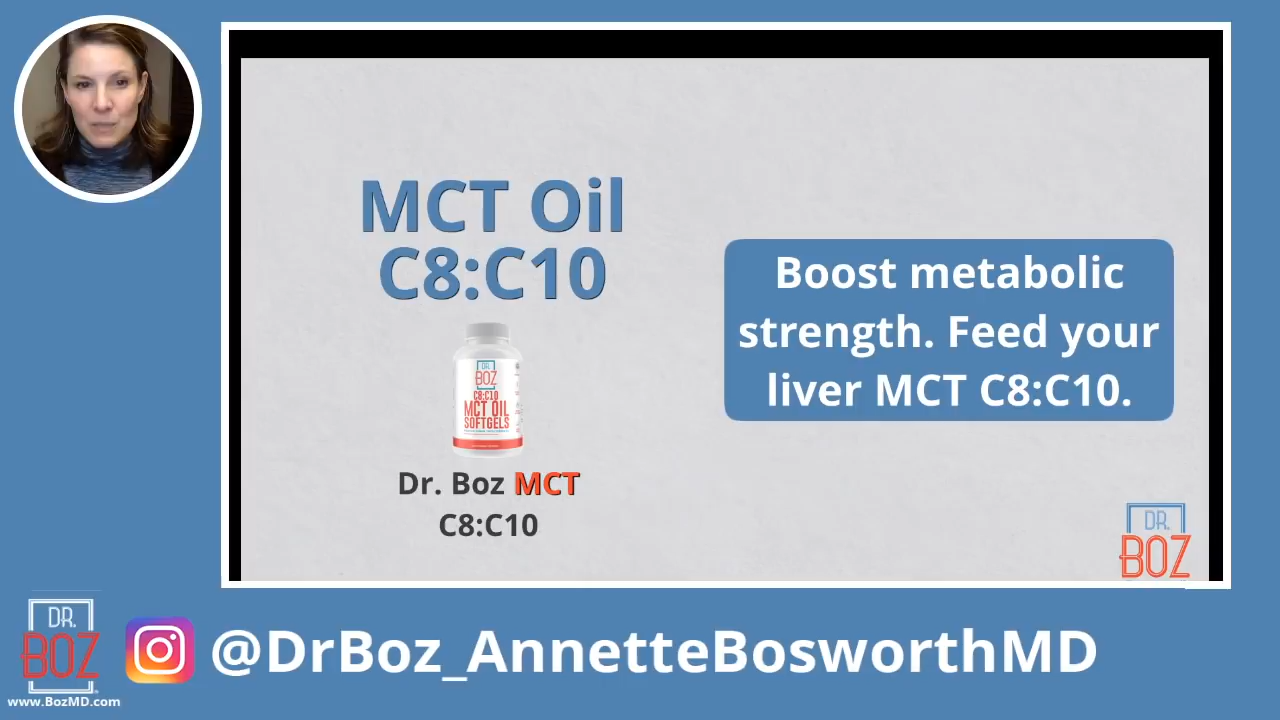 MCT Oil
C8:C10
DR.
BOZ
C8:C10
MCT OIL
SOFTGELS
Dr. Boz MCT
C8:C10
Boost metabolic
strength. Feed your
liver MCT C8:C10.
DR.
BOZ
DR.
BOZ
www.BozMD.com
@DrBoz_AnnetteBosworthMD